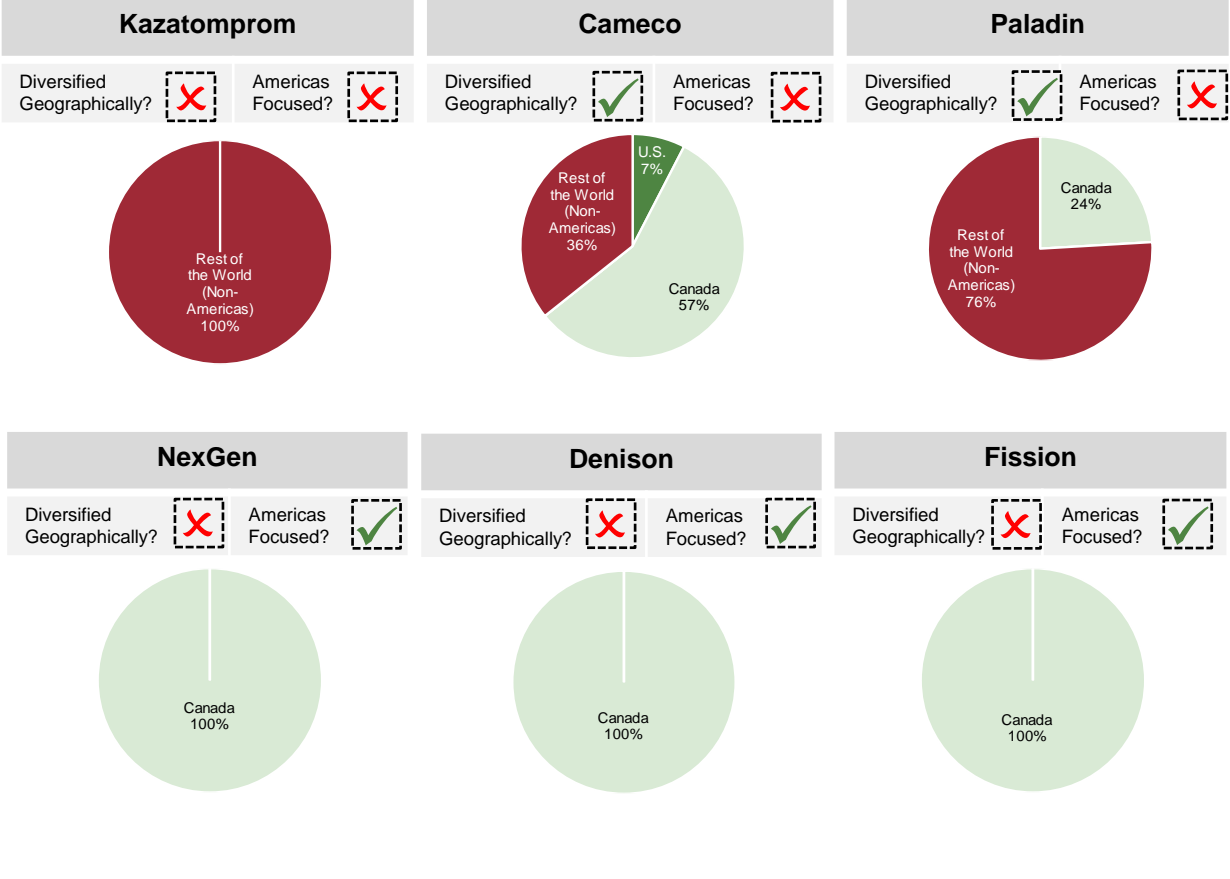 Kazatomprom
Diversified
Geographically?
Americas
Focused?
Rest of
the World
(Non-
Americas)
100%
Cameco
Diversified
Geographically?
Americas
Focused?
U.S.
7%
Rest of
the World
(Non-
Americas)
36%
Canada
57%
Paladin
Diversified
Geographically?
Americas
Focused?
Canada
24%
Rest of
the World
(Non-
Americas)
76%
NexGen
Diversified
Geographically?
Americas
Focused?
Canada
100%
Denison
Diversified
Geographically?
Americas
Focused?
Canada
100%
Fission
Diversified
Geographically?
Americas
Focused?
Canada
100%